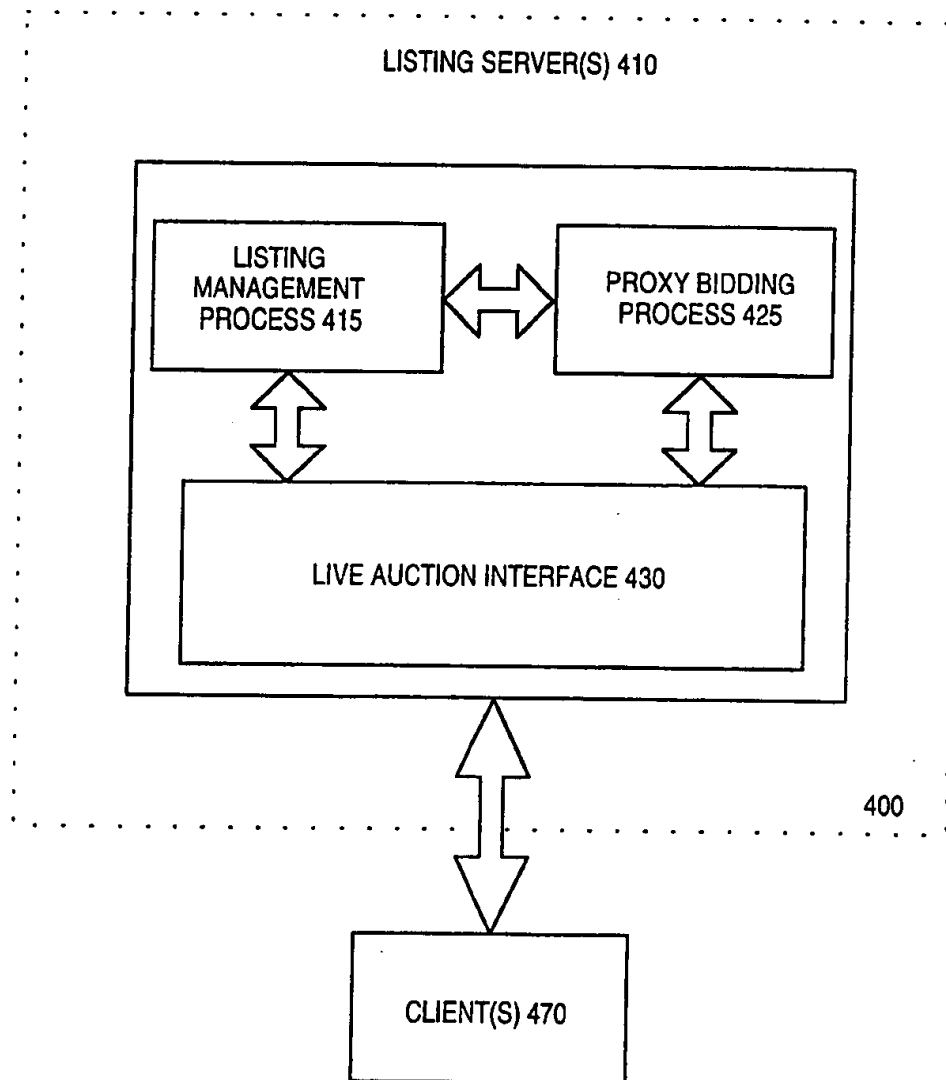 LISTING SERVER(S) 410
LISTING
MANAGEMENT
PROCESS 415
PROXY BIDDING
PROCESS 425
LIVE AUCTION INTERFACE 430
400
CLIENT(S) 470